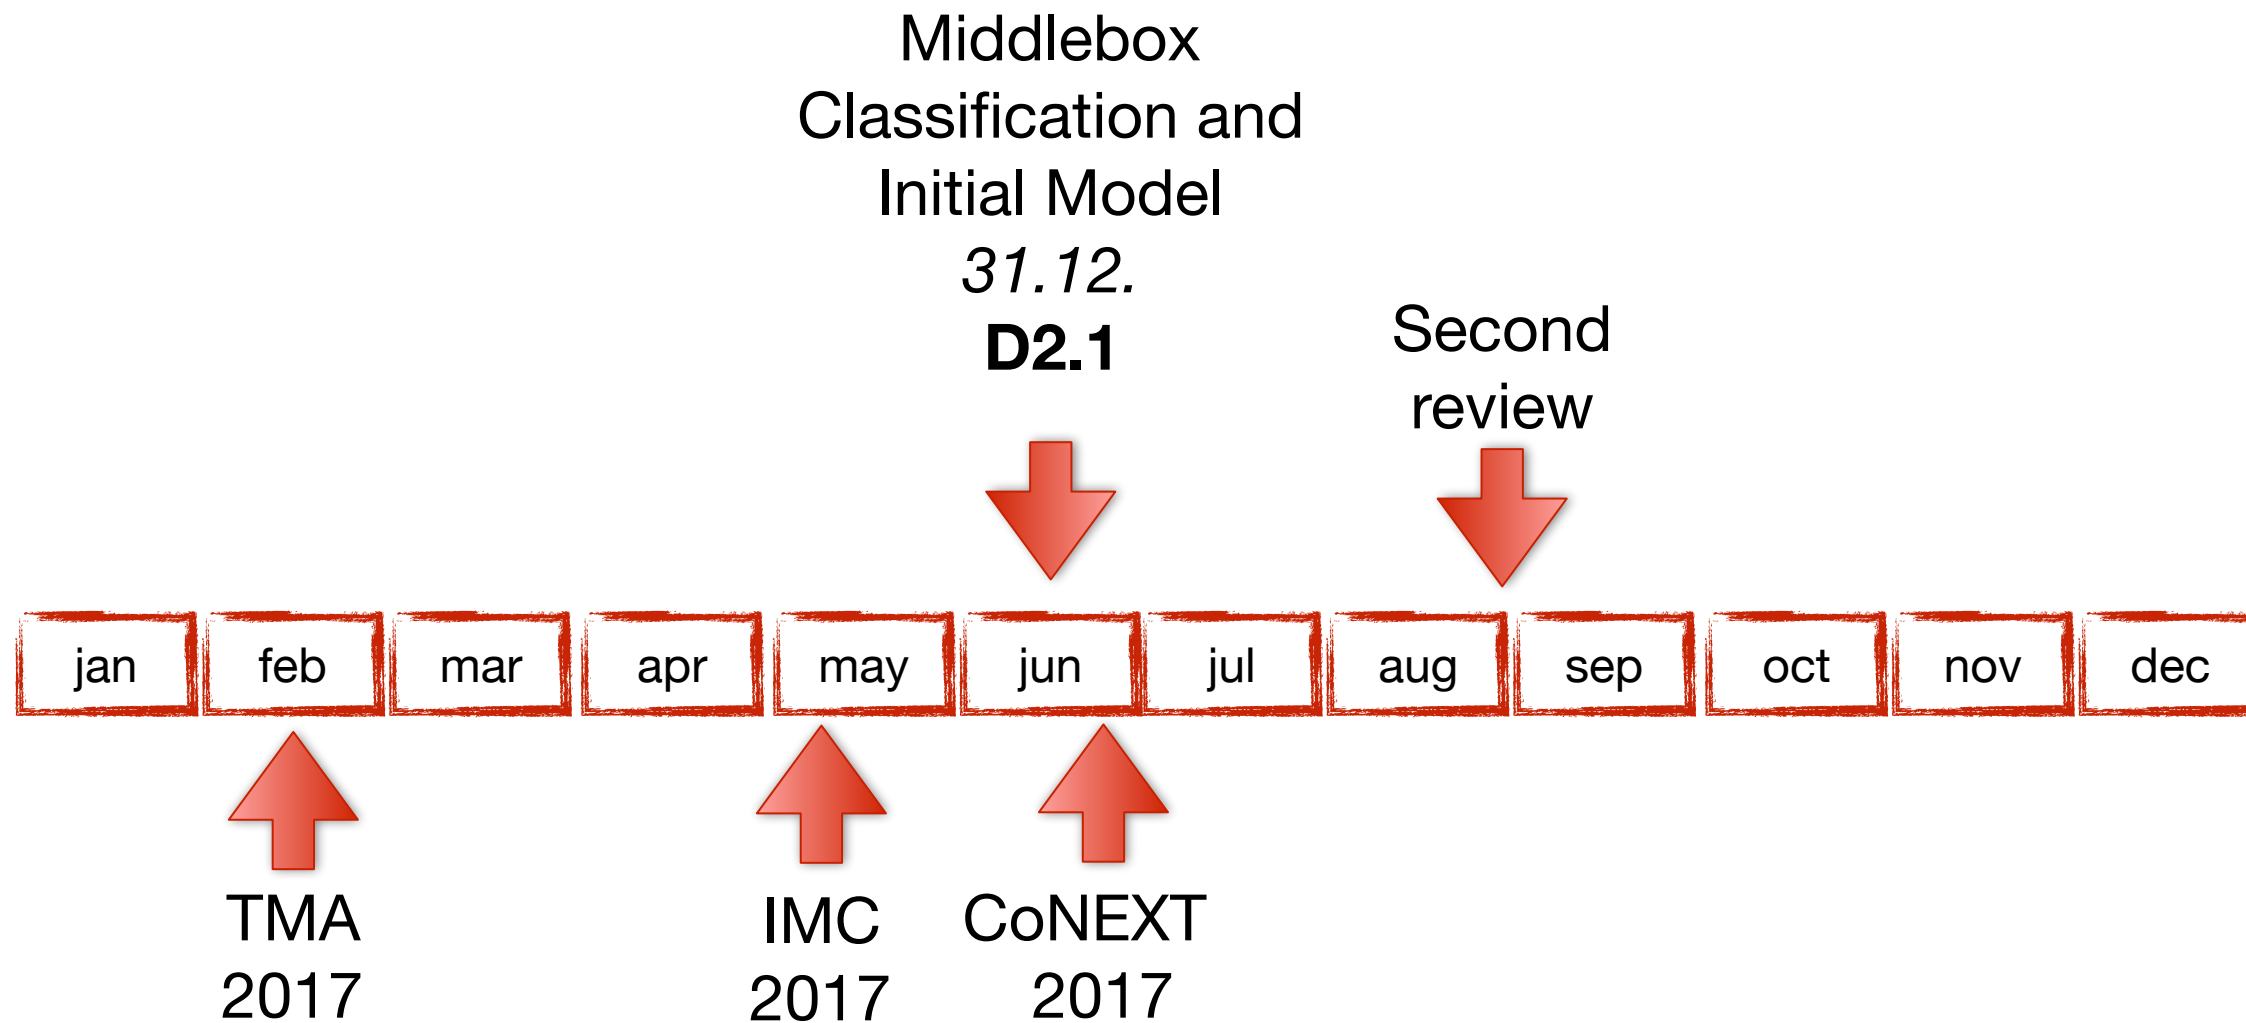 Middlebox
Classification and
Initial Model
31.12.
D2.1
Second
review
jan feb mar apr may jun jul aug sep oct nov dec
TMA
2017
IMC
2017
CoNEXT
2017